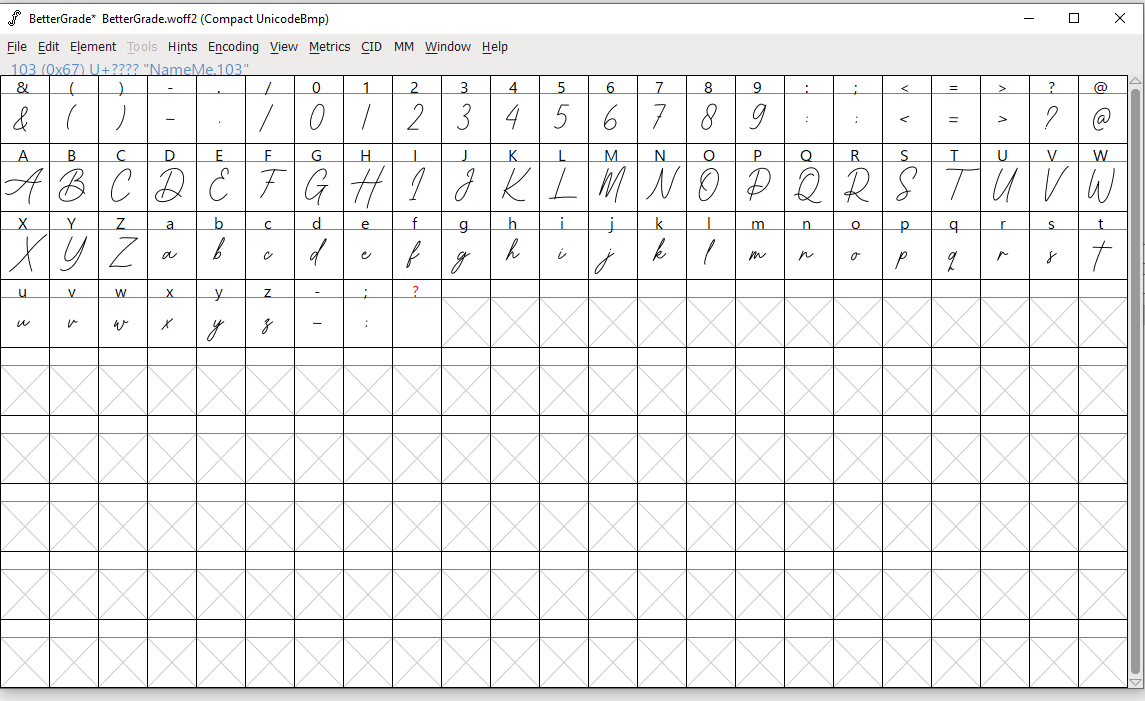 BetterGrade*  BetterGrade.woff2 (Compact UnicodeBmp)
File Edit Element Tools Hints Encoding View Metrics CID MM Window Help
103 (0x67) U+???? "NameMe.103"
& ( ) - . / 0 1 2 3 4 5 6 7 8 9 : ; < = > ? @
& ( ) - . / 0 1 2 3 4 5 6 7 8 9 : ; < = > ? @
A B C D E F G H I J K L M N O P Q R S T U V W
A B C D E F G H I J K L M N O P Q R S T U V W
X Y Z a b c d e f g h i j k l m n o p q r s t
X Y Z a b c d e f g h i j k l m n o p q r s t
u v w x y z - ; ?
u v w x y z – :